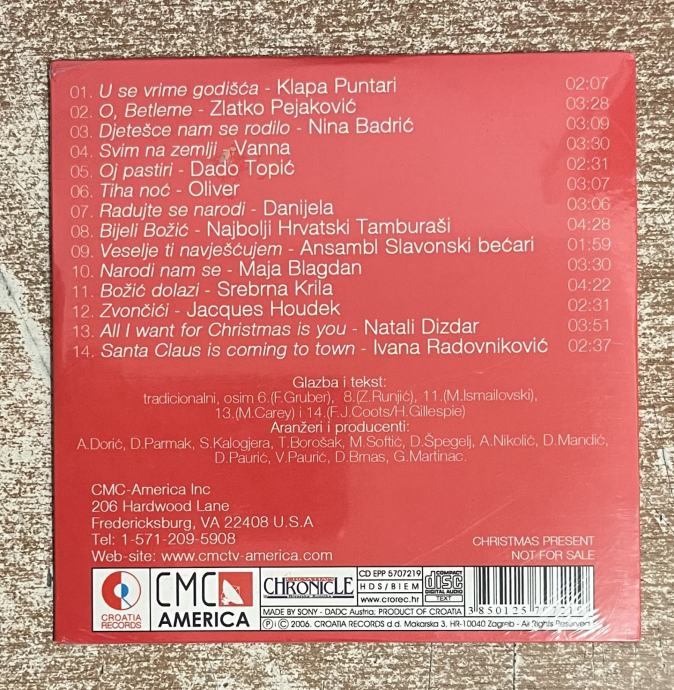 01. U se vrime godišća - Klapa Puntari 02:07
02. O, Betleme - Zlatko Pejaković 03:28
03. Djetešce nam se rodilo - Nina Badrić 03:09
04. Svim na zemlji - Vanna 03:30
05. Oj pastiri - Dado Topić 02:31
06. Tiha noć - Oliver 03:07
07. Radujte se narodi - Danijela 03:06
08. Bijeli Božić - Najbolji Hrvatski Tamburaši 04:28
09. Veselje ti navješćujem - Ansambl Slavonski bećari 01:59
10. Narodi nam se - Maja Blagdan 03:30
11. Božić dolazi - Srebrna Krila 04:22
12. Zvončići - Jacques Houdek 02:31
13. All I want for Christmas is you - Natali Dizdar 03:51
14. Santa Claus is coming to town - Ivana Radovniković 02:37
Glazba i tekst:
tradicionalni, osim 6.(F.Gruber), 8.(Z.Runjić), 11.(M.Ismailovski),
13.(M.Carey) i 14.(F.J.Coots/H.Gillespie)
Aranžeri i producenti:
A.Dorić, D.Parmak, S.Kalogjera, T.Borošak, M.Softić, D.Špegelj, A.Nikolić, D.Mandić,
D.Paurić, V.Paurić, D.Brnas, G.Martinac.
CMC-America Inc
206 Hardwood Lane
Fredericksburg, VA 22408 U.S.A
Tel: 1-571-209-5908
Web-site: www.cmctv-america.com
CHRISTMAS PRESENT
NOT FOR SALE
CROATIA RECORDS
CMC AMERICA
CHRONICLE
CD EPP 5707219
HDS/BIEM
www.crorec.hr
COMPACT disc DIGITAL AUDIO
TEXT
MADE BY SONY - DADC Austria; PRODUCT OF CROATIA
Ⓟ i Ⓒ 2006. CROATIA RECORDS d.d. Makarska 3, HR-10040 Zagreb - All Rights Reserved